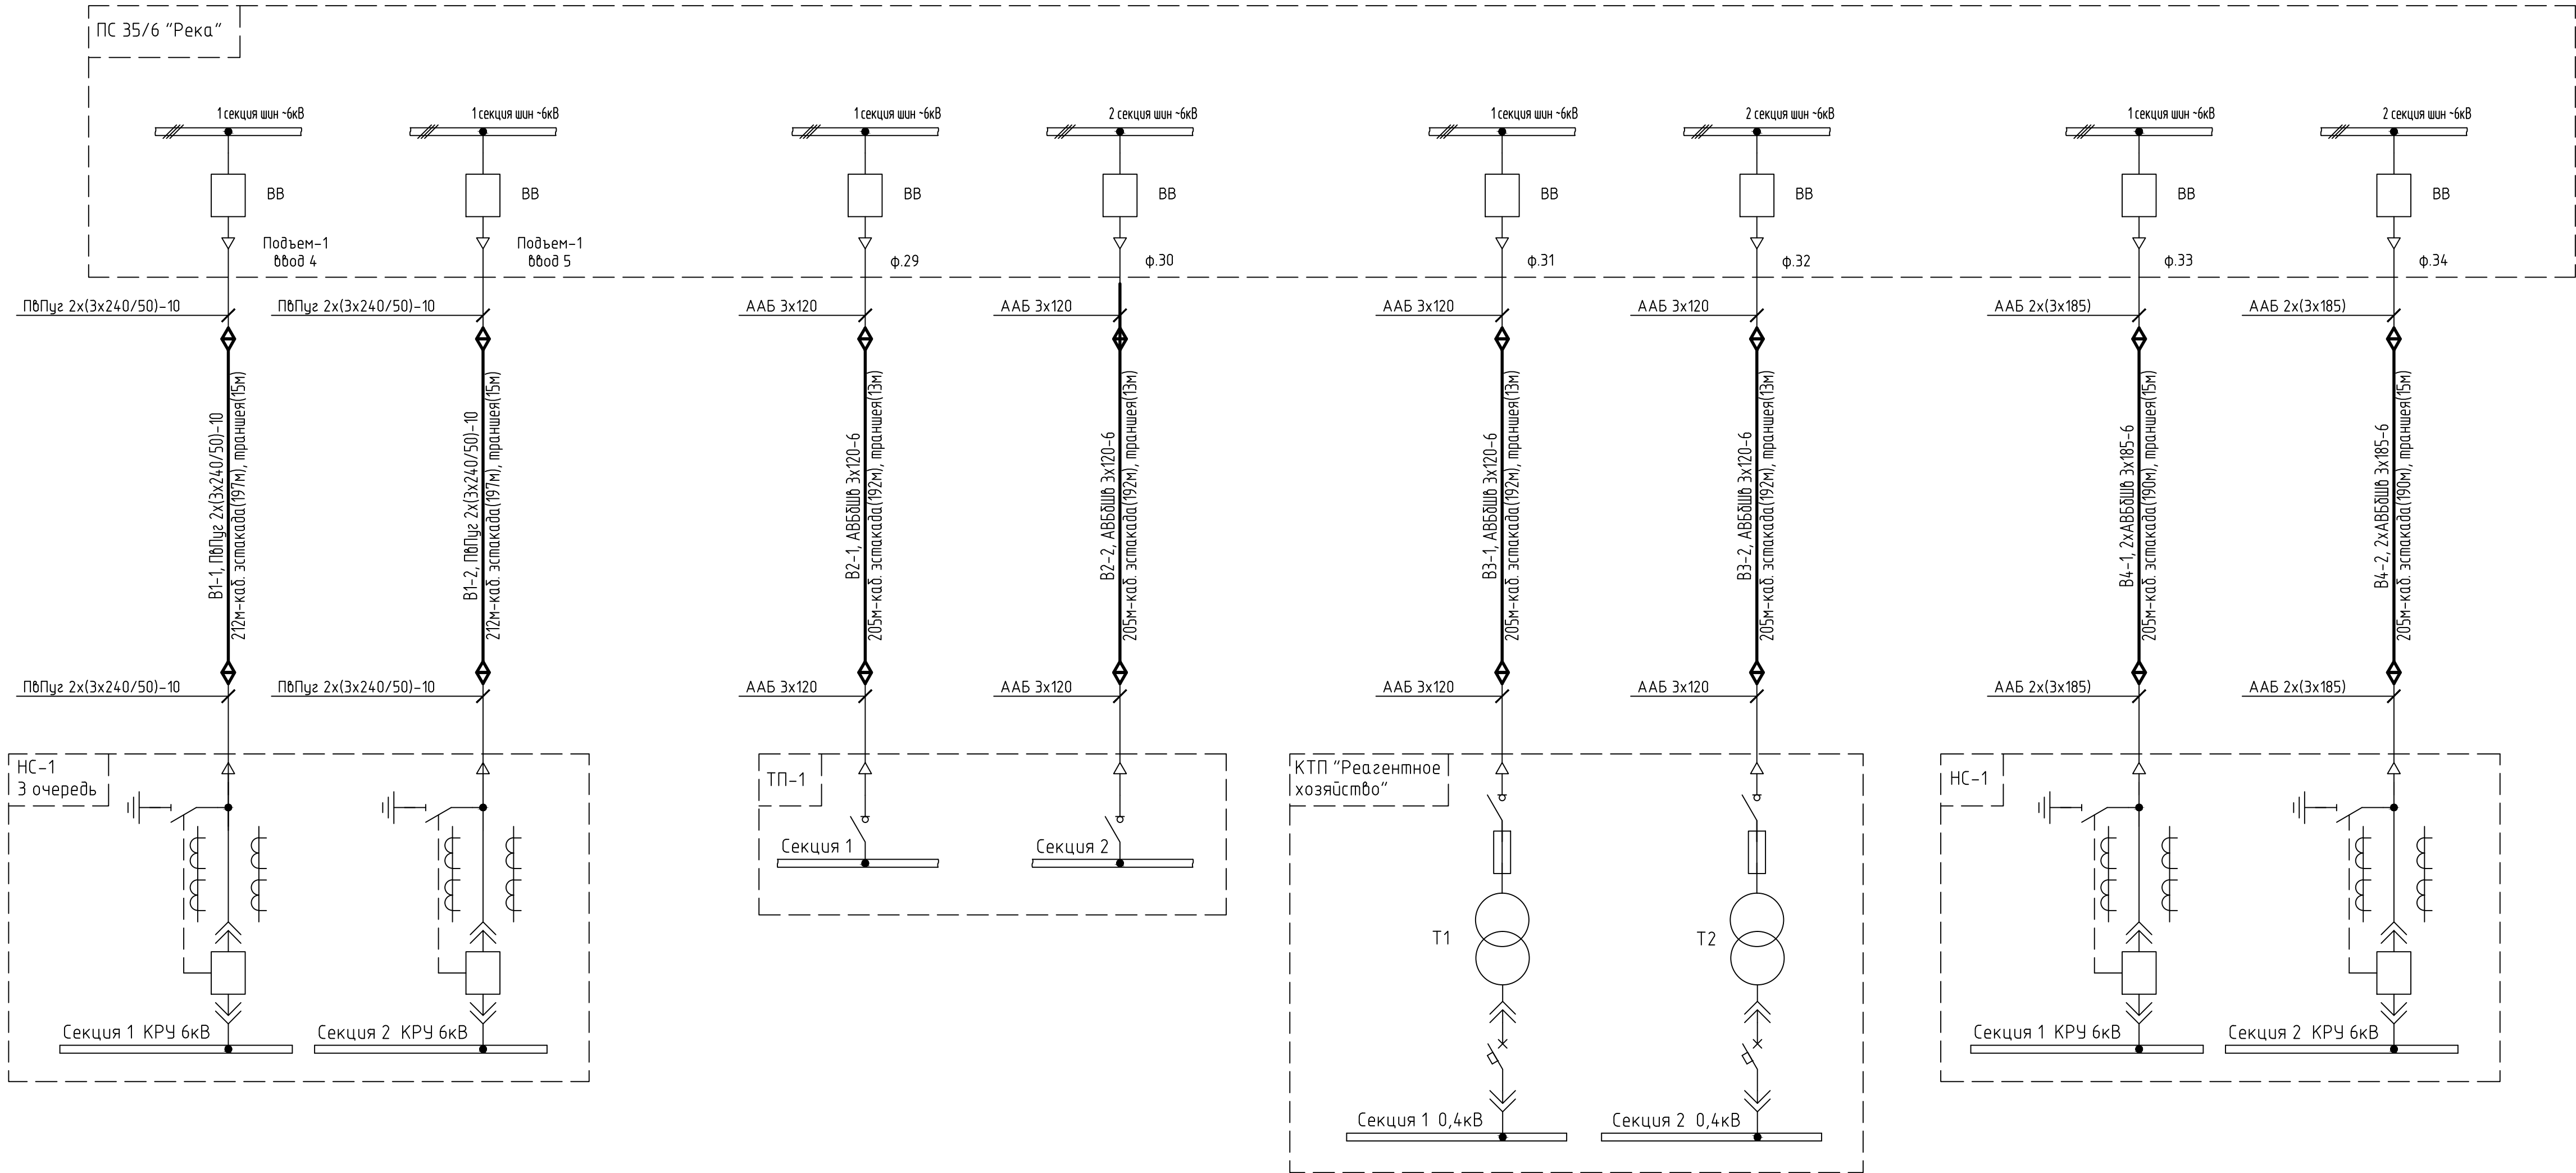 ПС 35/6 "Река"
1 секция шин ~6кВ
1 секция шин ~6кВ
1 секция шин ~6кВ
2 секция шин ~6кВ
1 секция шин ~6кВ
2 секция шин ~6кВ
1 секция шин ~6кВ
2 секция шин ~6кВ
ВВ
ВВ
ВВ
ВВ
ВВ
ВВ
ВВ
ВВ
Подъем-1
ввод 4
Подъем-1
ввод 5
ф.29
ф.30
ф.31
ф.32
ф.33
ф.34
ПвПуг 2х(3х240/50)-10
ПвПуг 2х(3х240/50)-10
ААБ 3х120
ААБ 3х120
ААБ 3х120
ААБ 3х120
ААБ 2х(3х185)
ААБ 2х(3х185)
В1-1, ПвПуг 2х(3х240/50)-10
212м-каб. эстакада(197м), траншея(15м)
В1-2, ПвПуг 2х(3х240/50)-10
212м-каб. эстакада(197м), траншея(15м)
В2-1, АВБбШв 3х120-6
205м-каб. эстакада(192м), траншея(13м)
В2-2, АВБбШв 3х120-6
205м-каб. эстакада(192м), траншея(13м)
В3-1, АВБбШв 3х120-6
205м-каб. эстакада(192м), траншея(13м)
В3-2, АВБбШв 3х120-6
205м-каб. эстакада(192м), траншея(13м)
В4-1, 2хАВБбШв 3х185-6
205м-каб. эстакада(190м), траншея(15м)
В4-2, 2хАВБбШв 3х185-6
205м-каб. эстакада(190м), траншея(15м)
ПвПуг 2х(3х240/50)-10
ПвПуг 2х(3х240/50)-10
ААБ 3х120
ААБ 3х120
ААБ 3х120
ААБ 3х120
ААБ 2х(3х185)
ААБ 2х(3х185)
НС-1
3 очередь
Секция 1 КРУ 6кВ
Секция 2 КРУ 6кВ
ТП-1
Секция 1
Секция 2
КТП "Реагентное
хозяйство"
Т1
Т2
Секция 1 0,4кВ
Секция 2 0,4кВ
НС-1
Секция 1 КРУ 6кВ
Секция 2 КРУ 6кВ